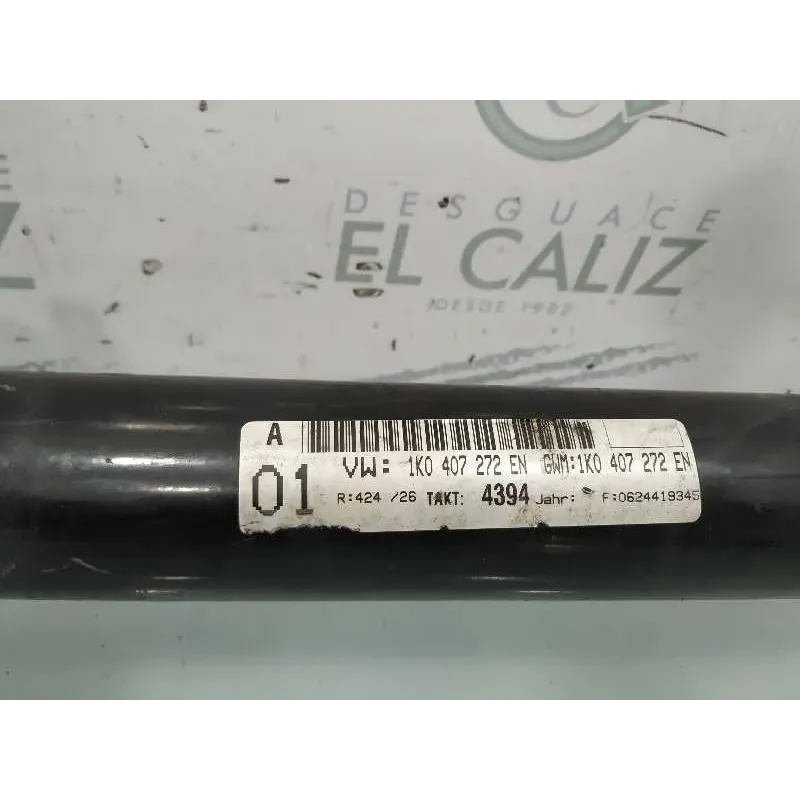 DESGUACE
EL CALIZ
DESDE 1982
A
VW: 1K0 407 272 EN GWM:1K0 407 272 EN
01
R:424 /26 TAKT: 4394 Jahr: F:0624419345